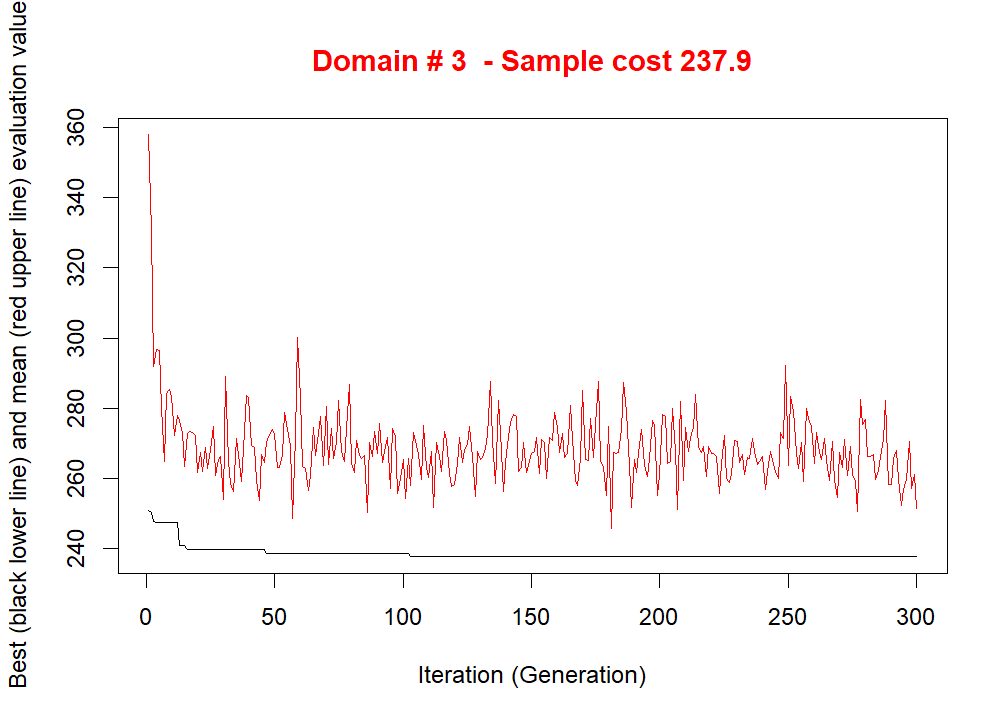 Domain # 3  - Sample cost 237.9
Best (black lower line) and mean (red upper line) evaluation value
360
340
320
300
280
260
240
0 50 100 150 200 250 300
Iteration (Generation)